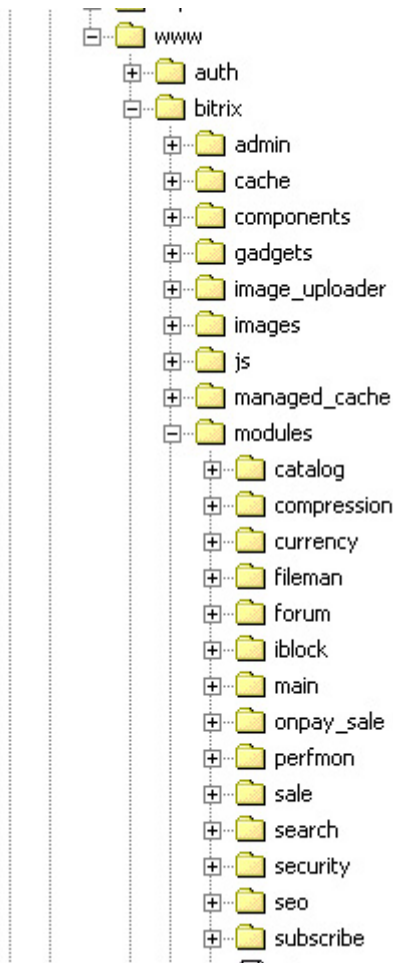 www
auth
bitrix
admin
cache
components
gadgets
image_uploader
images
js
managed_cache
modules
catalog
compression
currency
fileman
forum
iblock
main
onpay_sale
perfmon
sale
search
security
seo
subscribe